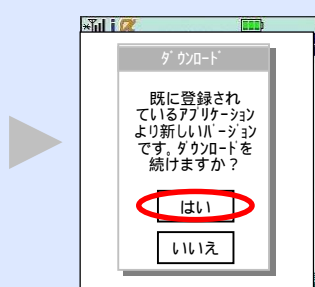 ダウンロード
既に登録され
ているアプリケーション
より新しいバージョン
です。ダウンロードを
続けますか？
はい
いいえ